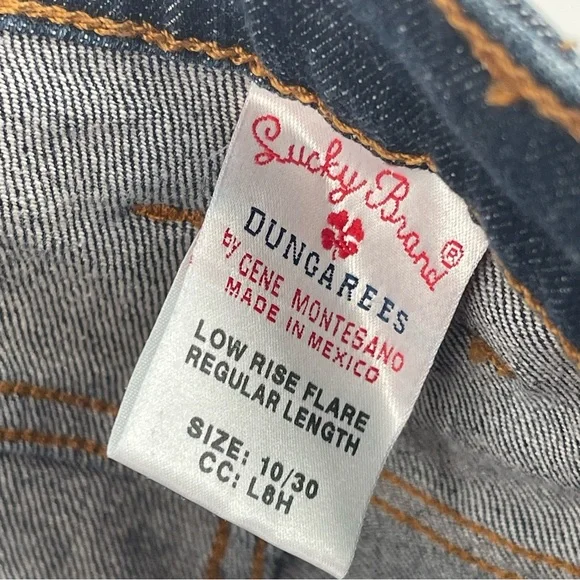 Lucky Brand®
DUNGAREES
by GENE MONTESANO
MADE IN MEXICO
LOW RISE FLARE
REGULAR LENGTH
SIZE: 10/30
CC: L8H